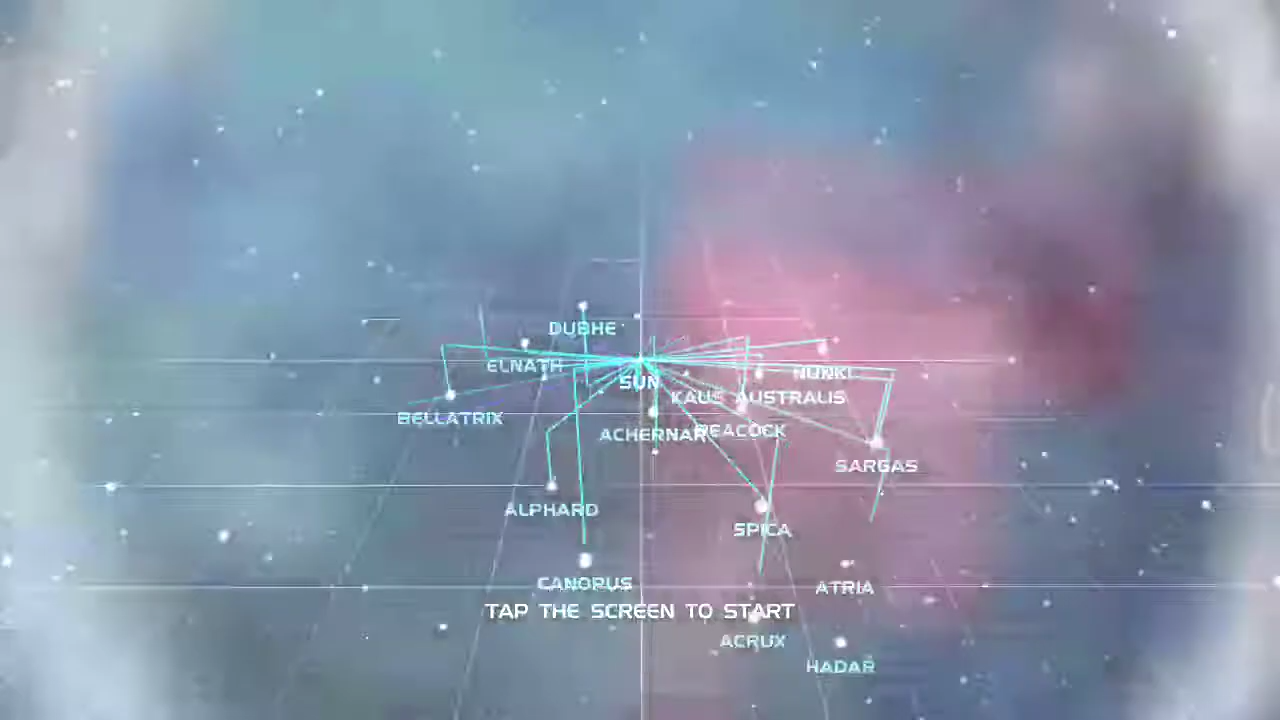 DUBHE
ELNATH
NUNKI
SUN
KAUS AUSTRALIS
BELLATRIX
PEACOCK
ACHERNAR
SARGAS
ALPHARD
SPICA
CANOPUS
ATRIA
TAP THE SCREEN TO START
ACRUX
HADAR